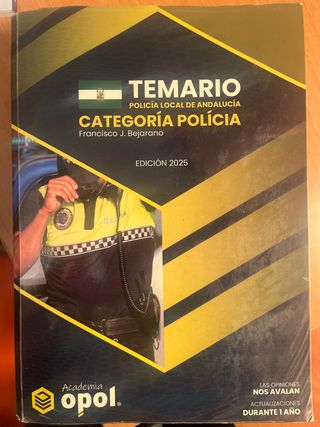 TEMARIO
POLICÍA LOCAL DE ANDALUCÍA
CATEGORÍA POLÍCIA
Francisco J. Bejarano
EDICIÓN 2025
LAS OPINIONES
NOS AVALAN
ACTUALIZACIONES
DURANTE 1 AÑO
Academia
opol®